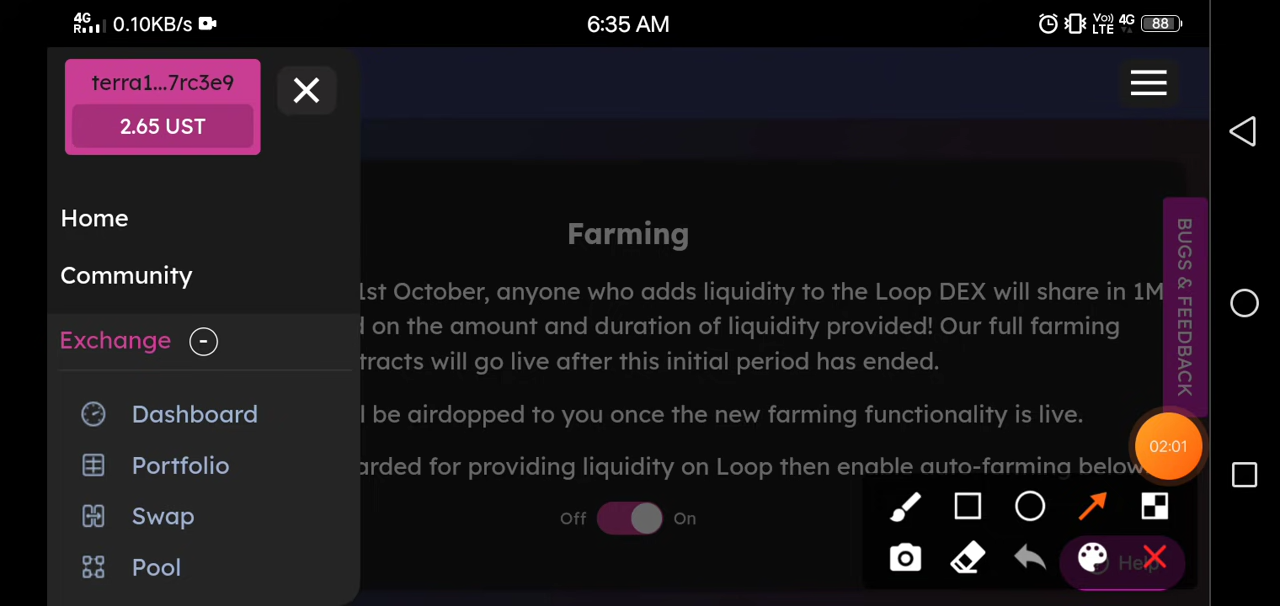 4G
R
0.10KB/s
6:35 AM
Vo)
LTE
4G
88
terra1...7rc3e9
2.65 UST
Home
Community
Exchange -
Dashboard
Portfolio
Swap
Pool
Farming
1st October, anyone who adds liquidity to the Loop DEX will share in 1M
on the amount and duration of liquidity provided! Our full farming
tracts will go live after this initial period has ended.
l be airdopped to you once the new farming functionality is live.
arded for providing liquidity on Loop then enable auto-farming below
Off On
BUGS & FEEDBACK
02:01
Help